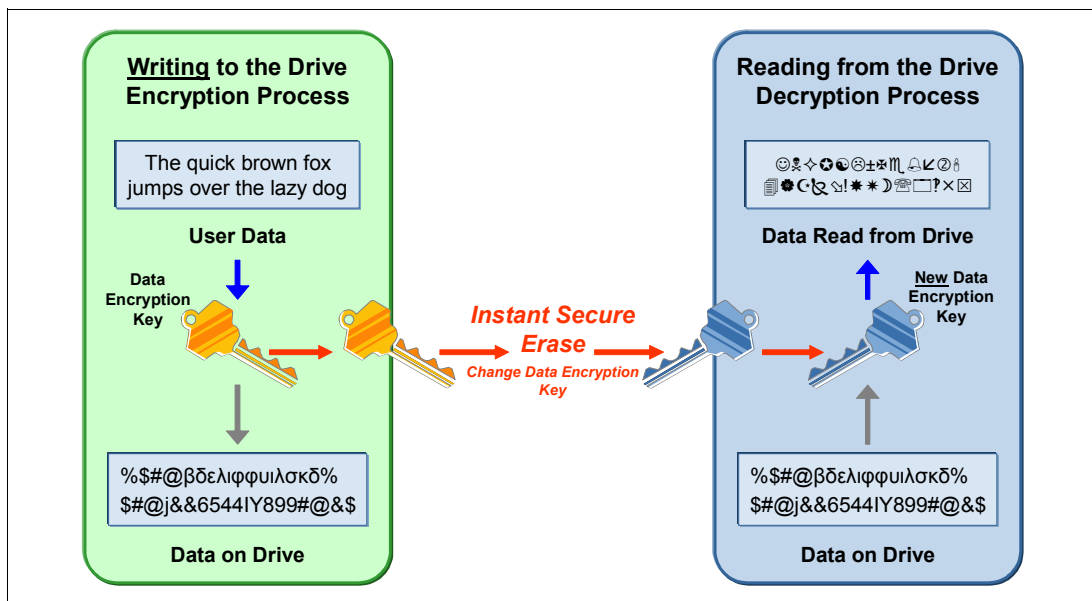 Writing to the Drive
Encryption Process
The quick brown fox
jumps over the lazy dog
User Data
Data
Encryption
Key
%$#@βδελιφφυιλσκδ%
$#@j&&6544IY899#@&$
Data on Drive
Instant Secure
Erase
Change Data Encryption
Key
Reading from the Drive
Decryption Process
Data Read from Drive
New Data
Encryption
Key
%$#@βδελιφφυιλσκδ%
$#@j&&6544IY899#@&$
Data on Drive